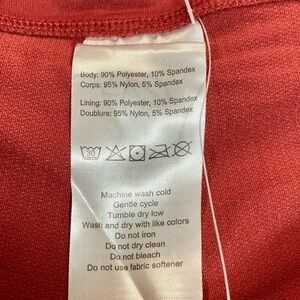 Body: 90% Polyester, 10% Spandex
Corps: 95% Nylon, 5% Spandex
Lining: 90% Polyester, 10% Spandex
Doublure: 95% Nylon, 5% Spandex
30
Machine wash cold
Gentle cycle
Tumble dry low
Wash and dry with like colors
Do not iron
Do not dry clean
Do not bleach
Do not use fabric softener